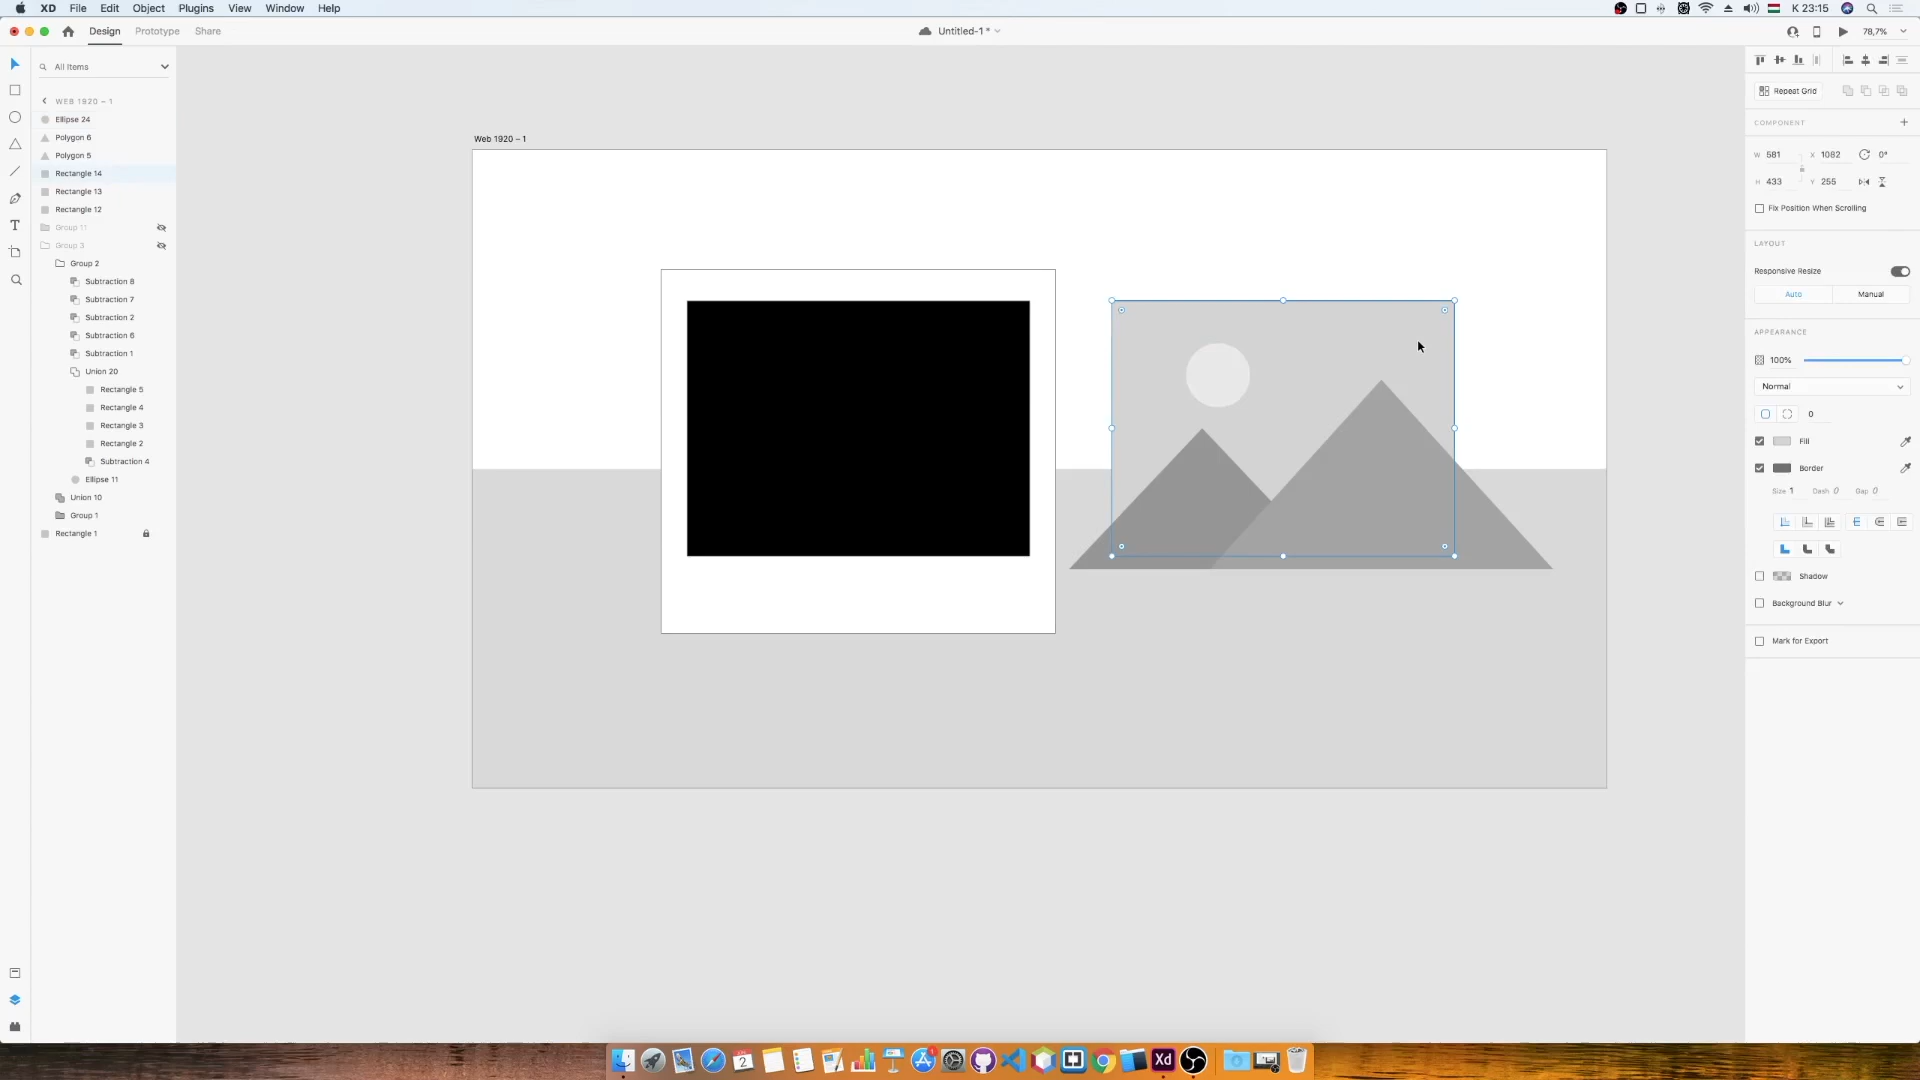 XD File Edit Object Plugins View Window Help
K 23:15
Design Prototype Share
Untitled-1 *
78,7%
All Items
WEB 1920 – 1
Ellipse 24
Polygon 6
Polygon 5
Rectangle 14
Rectangle 13
Rectangle 12
Group 11
Group 3
Group 2
Subtraction 8
Subtraction 7
Subtraction 2
Subtraction 6
Subtraction 1
Union 20
Rectangle 5
Rectangle 4
Rectangle 3
Rectangle 2
Subtraction 4
Ellipse 11
Union 10
Group 1
Rectangle 1
Web 1920 – 1
Repeat Grid
COMPONENT
W 581 X 1082 0°
H 433 Y 255
Fix Position When Scrolling
LAYOUT
Responsive Resize
Auto Manual
APPEARANCE
100%
Normal
0
Fill
Border
Size 1 Dash 0 Gap 0
Shadow
Background Blur
Mark for Export
2
Xd